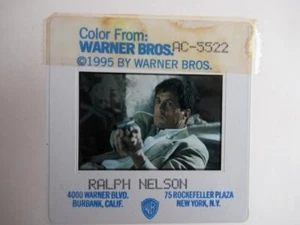 Color From:
WARNER BROS. AC-5522
©1995 BY WARNER BROS.
RALPH NELSON
4000 WARNER BLVD. 75 ROCKEFELLER PLAZA
BURBANK, CALIF. NEW YORK, N.Y.
WB